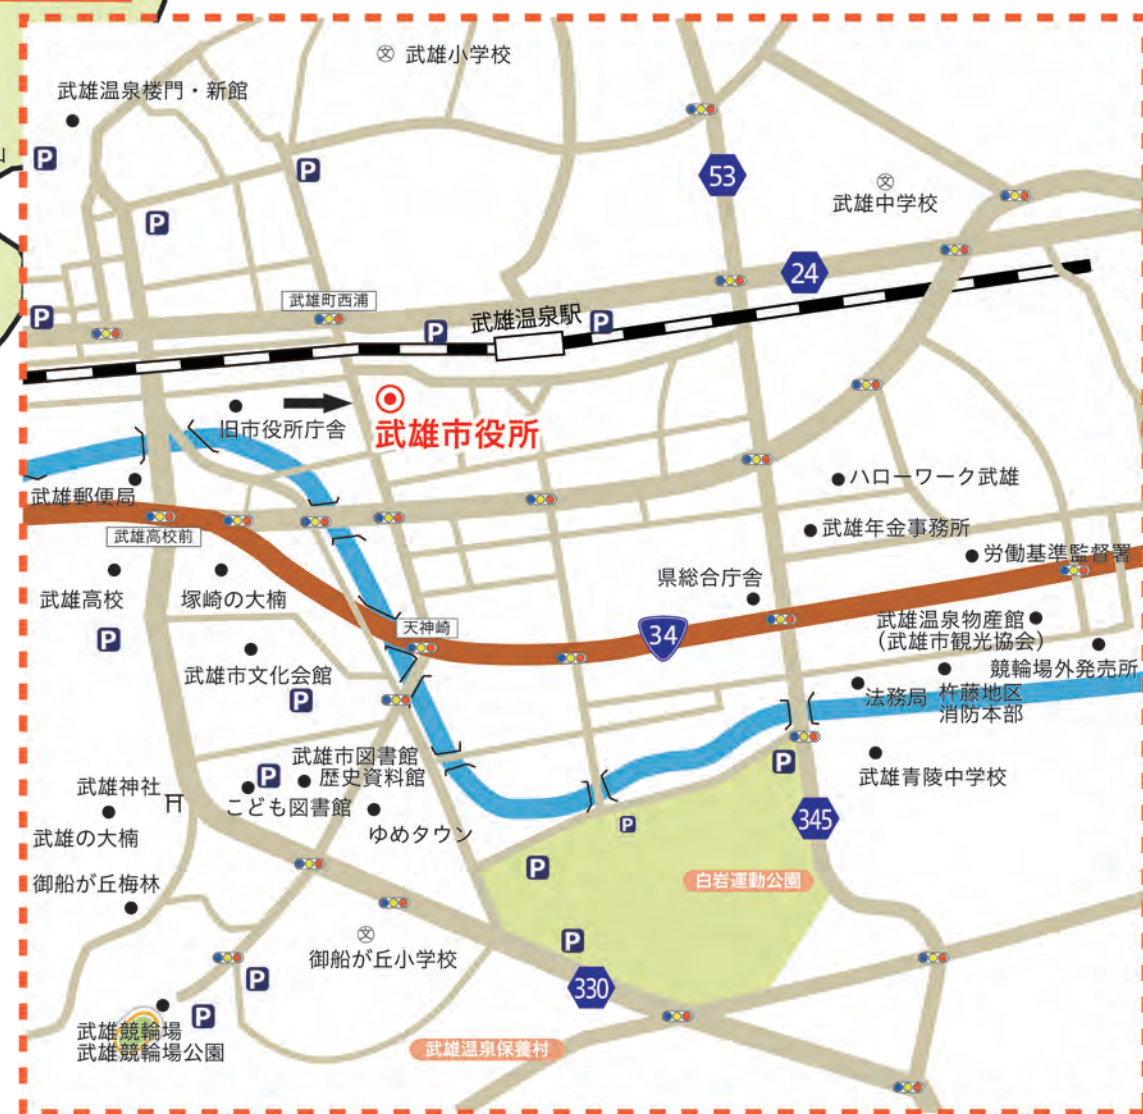 武雄小学校
武雄温泉楼門・新館
P
P
P
53
武雄中学校
24
武雄町西浦
P
P
武雄温泉駅
P
旧市役所庁舎
武雄市役所
武雄郵便局
ハローワーク武雄
武雄高校前
武雄年金事務所
労働基準監督署
武雄高校
塚崎の大楠
県総合庁舎
武雄温泉物産館
(武雄市観光協会)
天神崎
34
P
武雄市文化会館
競輪場外発売所
法務局
杵藤地区
消防本部
P
武雄市図書館
歴史資料館
P
P
武雄青陵中学校
武雄神社
こども図書館
武雄の大楠
ゆめタウン
P
345
P
御船が丘梅林
白岩運動公園
文
文
文
御船が丘小学校
P
P
330
P
武雄競輪場
武雄競輪場公園
武雄温泉保養村